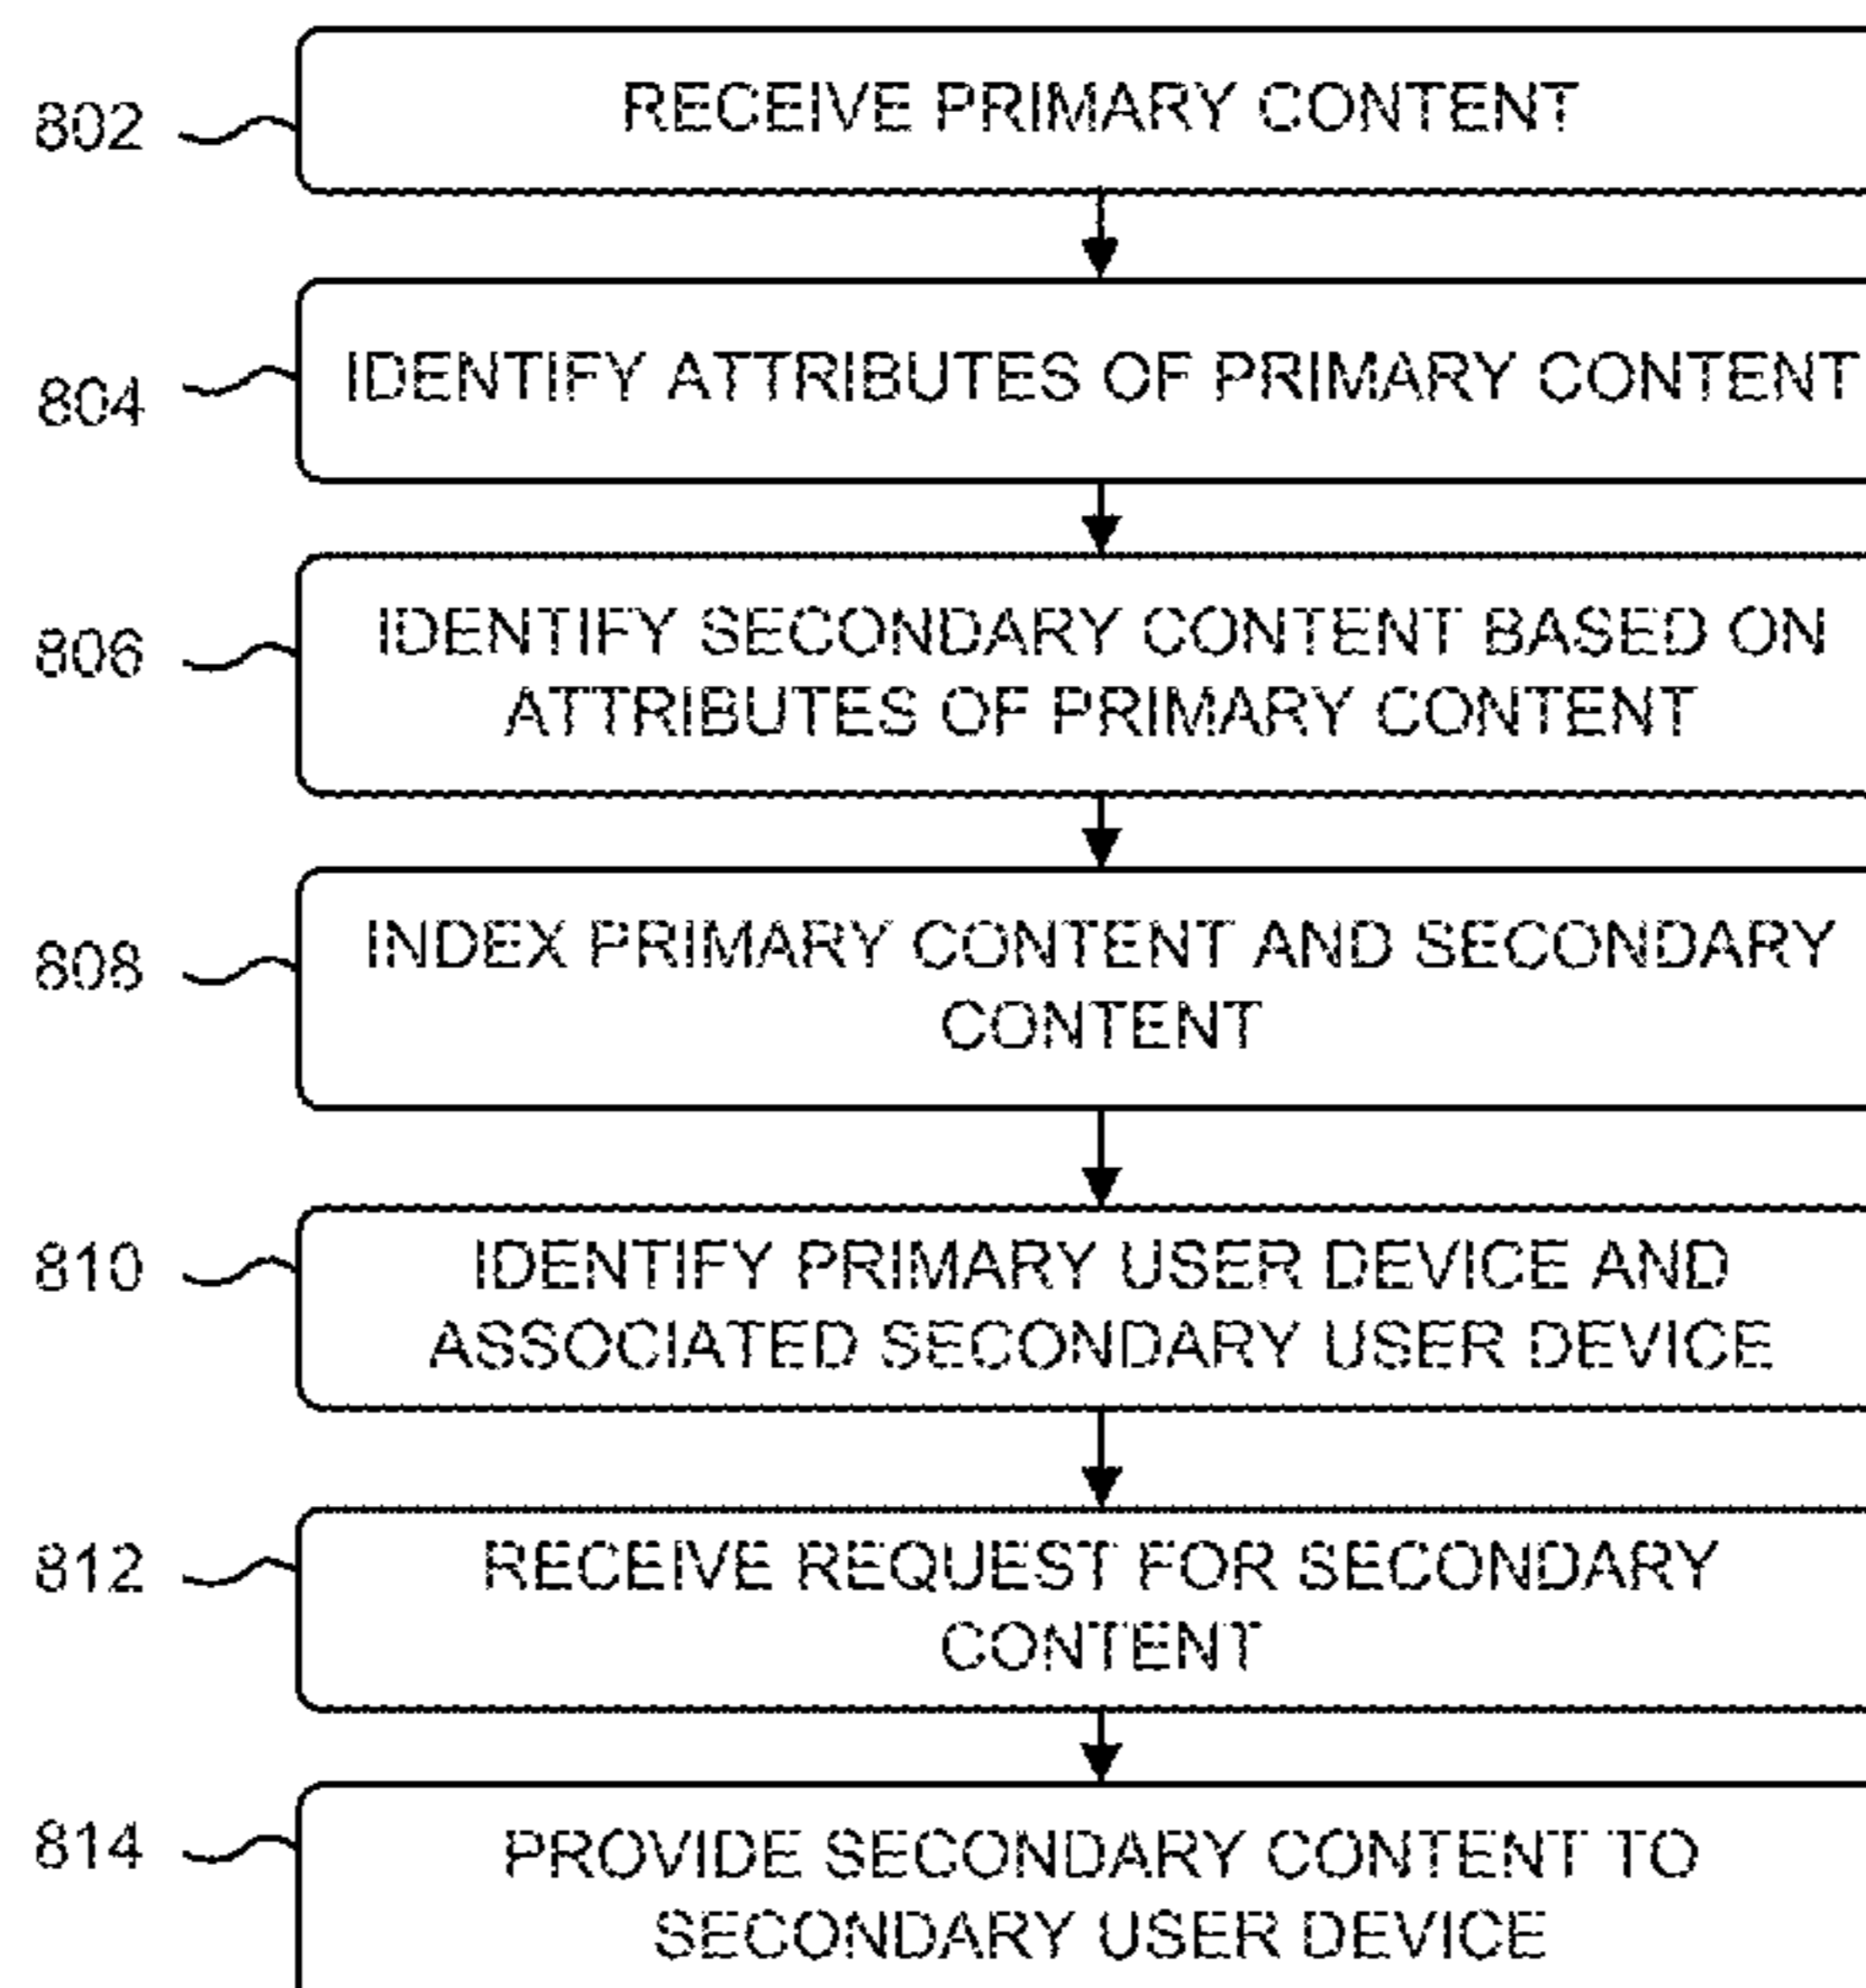 802
RECEIVE PRIMARY CONTENT
804
IDENTIFY ATTRIBUTES OF PRIMARY CONTENT
806
IDENTIFY SECONDARY CONTENT BASED ON
ATTRIBUTES OF PRIMARY CONTENT
808
INDEX PRIMARY CONTENT AND SECONDARY
CONTENT
810
IDENTIFY PRIMARY USER DEVICE AND
ASSOCIATED SECONDARY USER DEVICE
812
RECEIVE REQUEST FOR SECONDARY
CONTENT
814
PROVIDE SECONDARY CONTENT TO
SECONDARY USER DEVICE